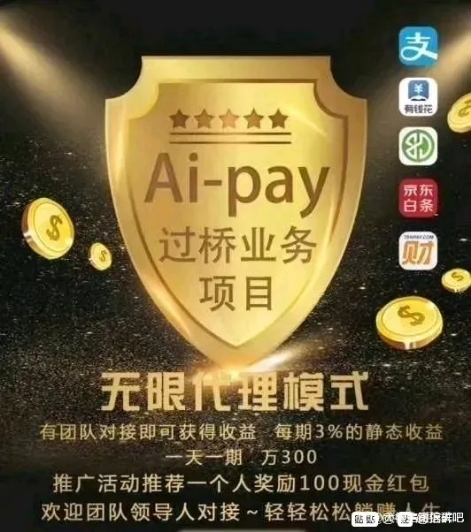 支
有钱花
京东
白条
财
Ai-pay
过桥业务
项目
无限代理模式
有团队对接即可获得收益 每期3%的静态收益
一天一期 万300
推广活动推荐一个人奖励100现金红包
欢迎团队领导人对接~轻轻松松躺赚